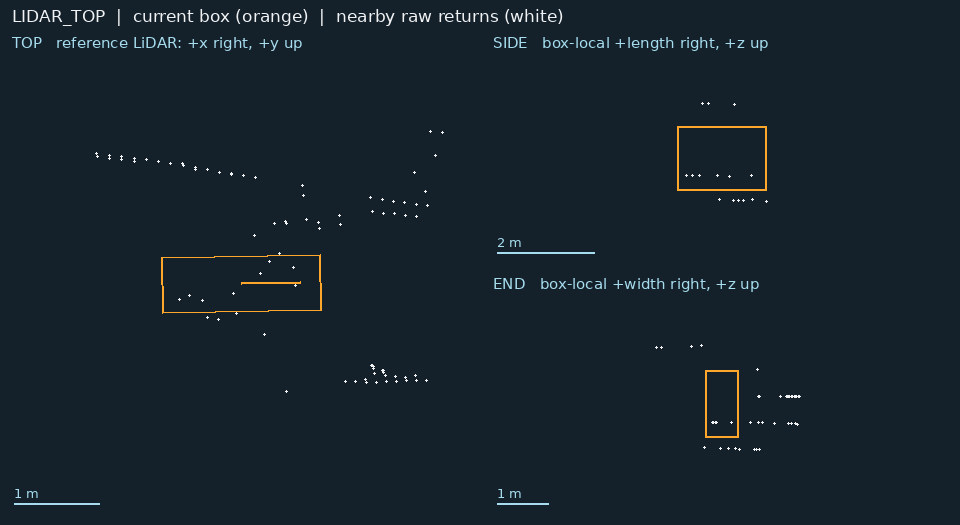 LIDAR_TOP  |  current box (orange)  |  nearby raw returns (white)
TOP   reference LiDAR: +x right, +y up
SIDE   box-local +length right, +z up
2 m
END   box-local +width right, +z up
1 m
1 m